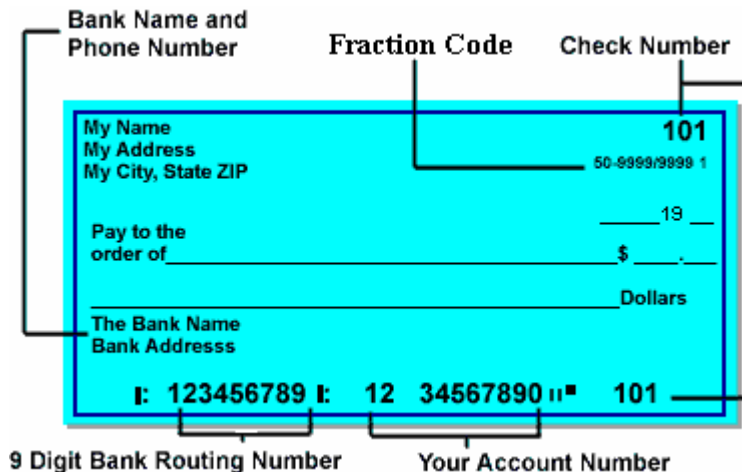 Bank Name and
Phone Number
Fraction Code
Check Number
My Name
101
My Address
50-9999/9999 1
My City, State ZIP
19
Pay to the
order of $ .
Dollars
The Bank Name
Bank Addresss
123456789 12 34567890 101
9 Digit Bank Routing Number
Your Account Number